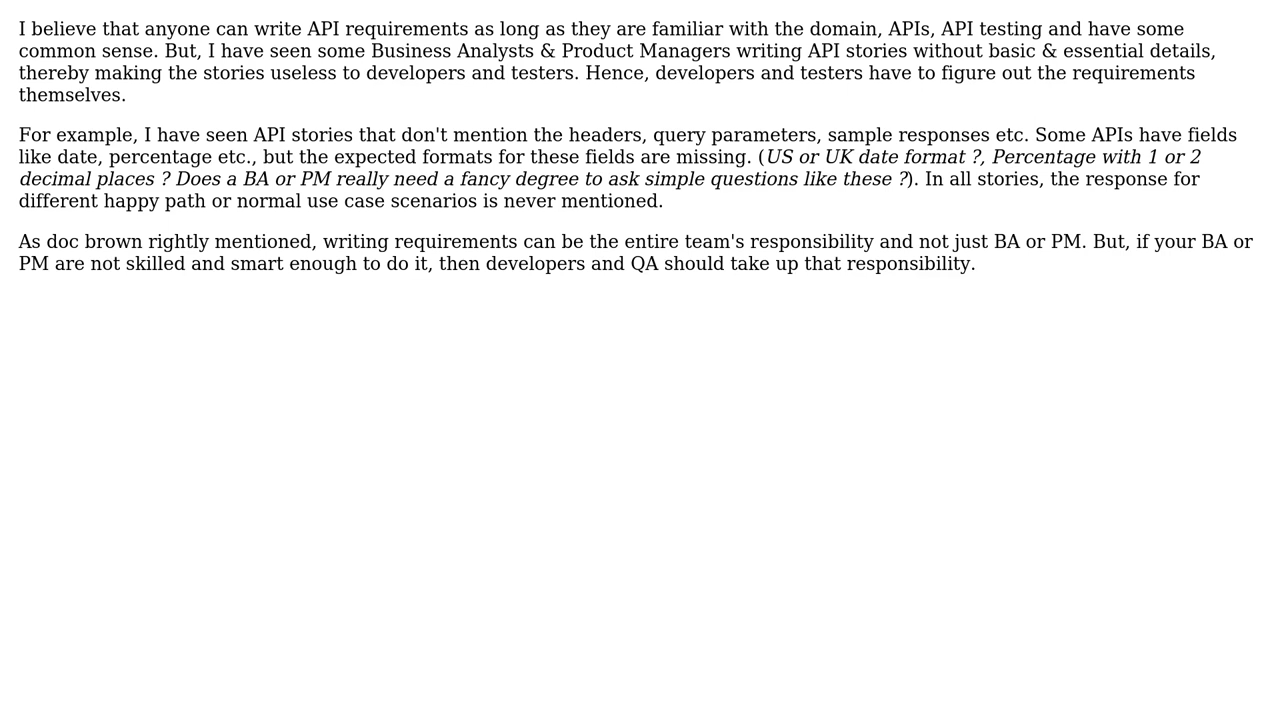 I believe that anyone can write API requirements as long as they are familiar with the domain, APIs, API testing and have some
common sense. But, I have seen some Business Analysts & Product Managers writing API stories without basic & essential details,
thereby making the stories useless to developers and testers. Hence, developers and testers have to figure out the requirements
themselves.
For example, I have seen API stories that don't mention the headers, query parameters, sample responses etc. Some APIs have fields
like date, percentage etc., but the expected formats for these fields are missing. (US or UK date format ?, Percentage with 1 or 2
decimal places ? Does a BA or PM really need a fancy degree to ask simple questions like these ?). In all stories, the response for
different happy path or normal use case scenarios is never mentioned.
As doc brown rightly mentioned, writing requirements can be the entire team's responsibility and not just BA or PM. But, if your BA or
PM are not skilled and smart enough to do it, then developers and QA should take up that responsibility.